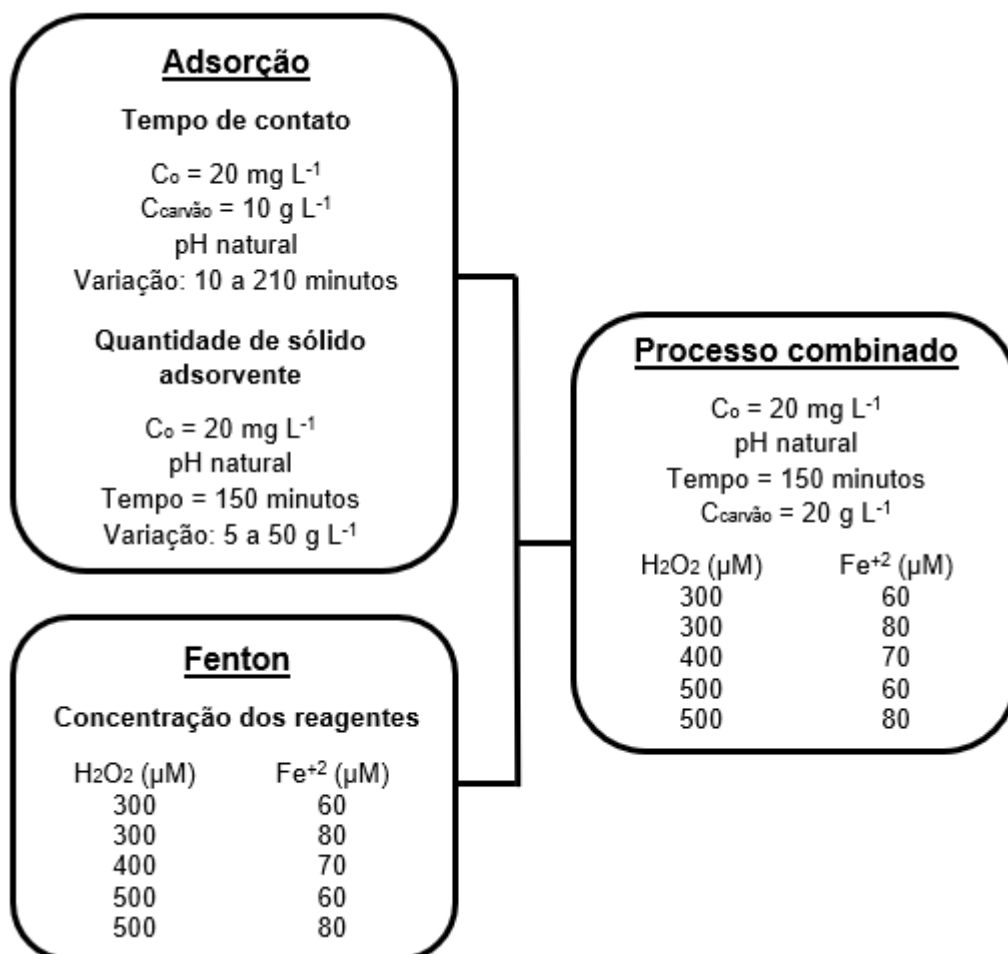 Adsorção
Tempo de contato
Co = 20 mg L-1
Ccarvão = 10 g L-1
pH natural
Variação: 10 a 210 minutos
Quantidade de sólido
adsorvente
Co = 20 mg L-1
pH natural
Tempo = 150 minutos
Variação: 5 a 50 g L-1
Fenton
Concentração dos reagentes
H2O2 (µM) Fe+2 (µM)
300 60
300 80
400 70
500 60
500 80
Processo combinado
Co = 20 mg L-1
pH natural
Tempo = 150 minutos
Ccarvão = 20 g L-1
H2O2 (µM) Fe+2 (µM)
300 60
300 80
400 70
500 60
500 80